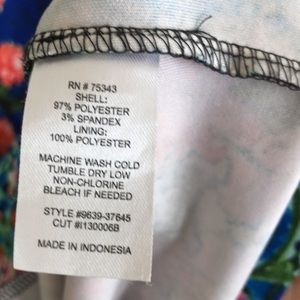 RN # 75343
SHELL:
97% POLYESTER
3% SPANDEX
LINING:
100% POLYESTER
MACHINE WASH COLD
TUMBLE DRY LOW
NON-CHLORINE
BLEACH IF NEEDED
STYLE #9639-37645
CUT #I130006B
MADE IN INDONESIA